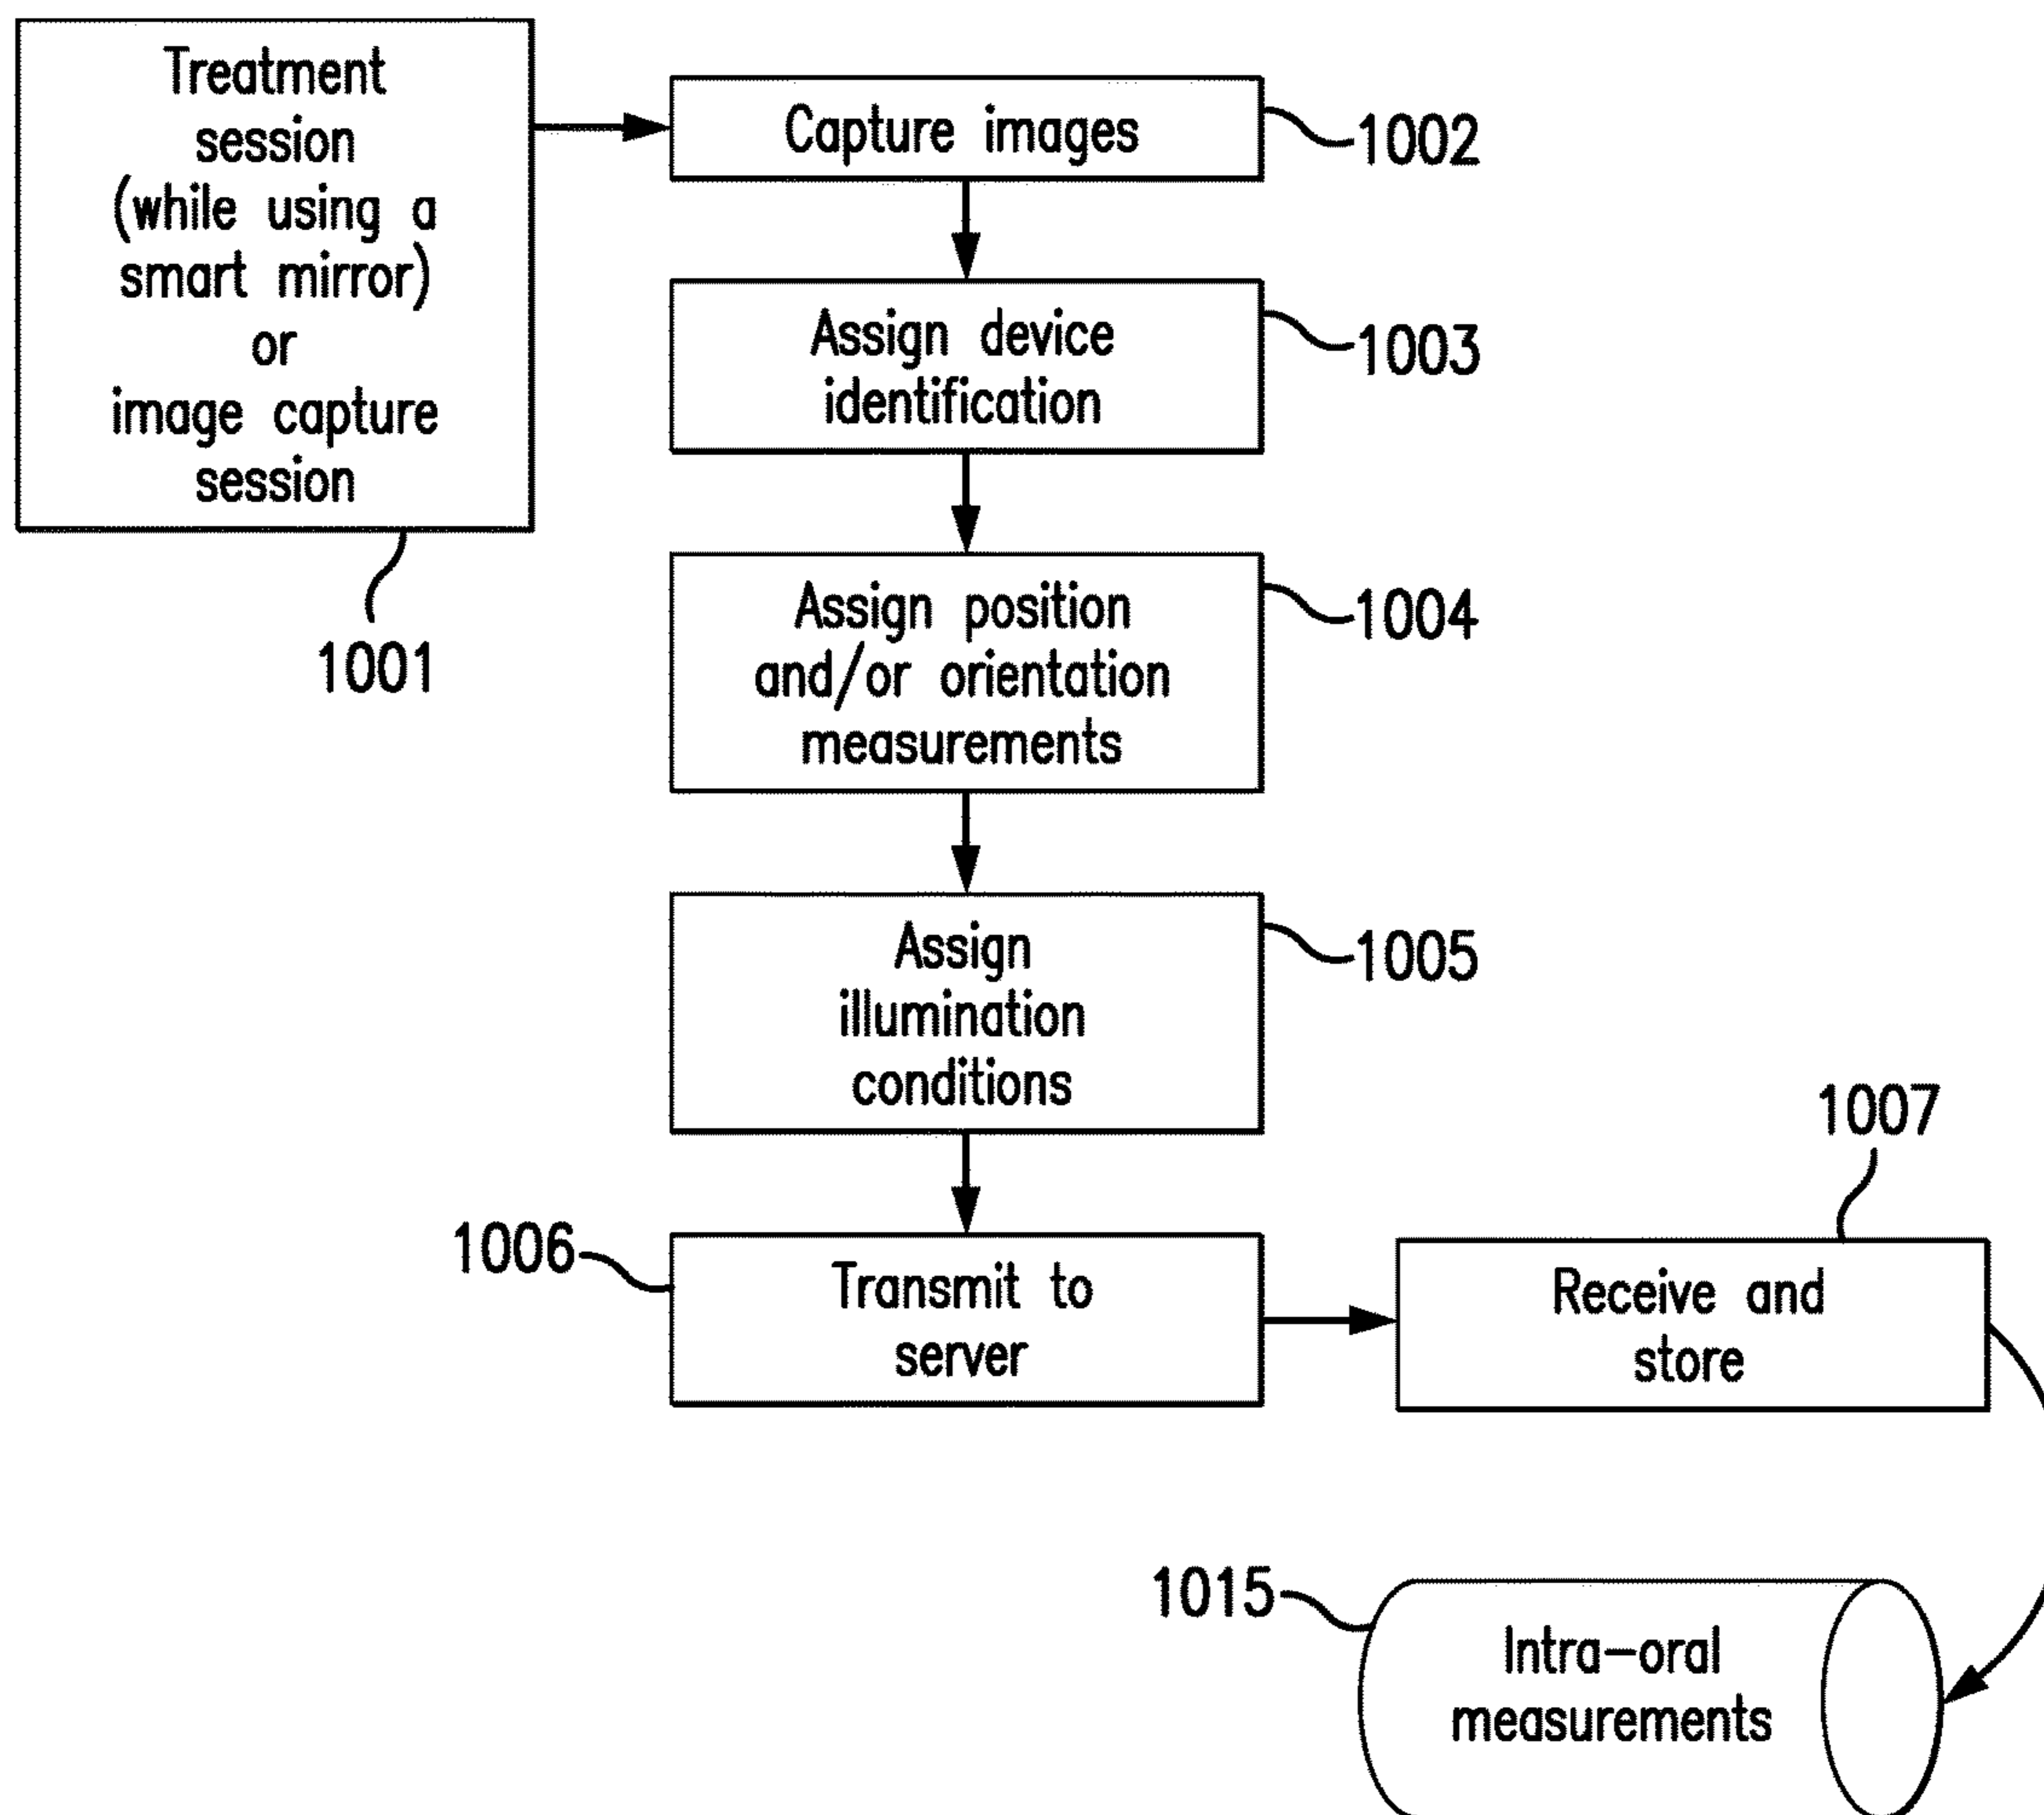 Treatment
session
(while using a
smart mirror)
or
image capture
session
1001
Capture images
1002
Assign device
identification
1003
Assign position
and/or orientation
measurements
1004
Assign
illumination
conditions
1005
1006
Transmit to
server
1007
Receive and
store
1015
Intra-oral
measurements